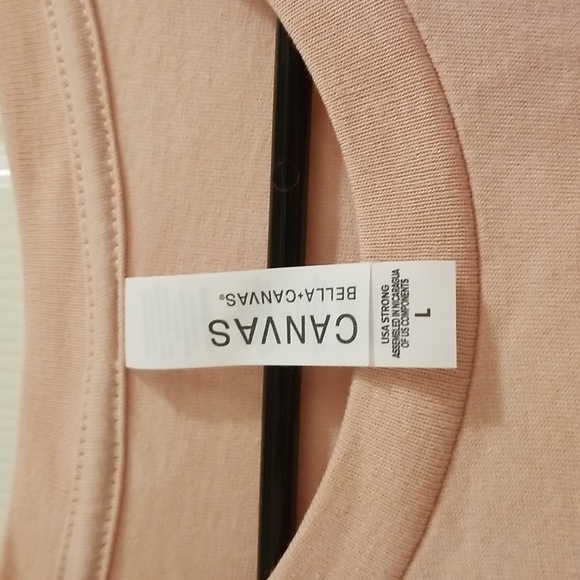 CANVAS
BELLA+CANVAS®
USA STRONG
ASSEMBLED IN NICARAGUA
OF US COMPONENTS
L